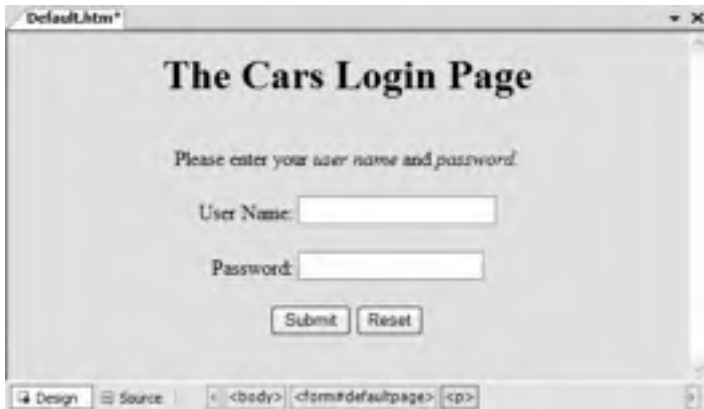 Default.htm*
The Cars Login Page
Please enter your user name and password.
User Name:
Password:
Submit Reset
Design Source < <body> <form#defaultpage> <p> >